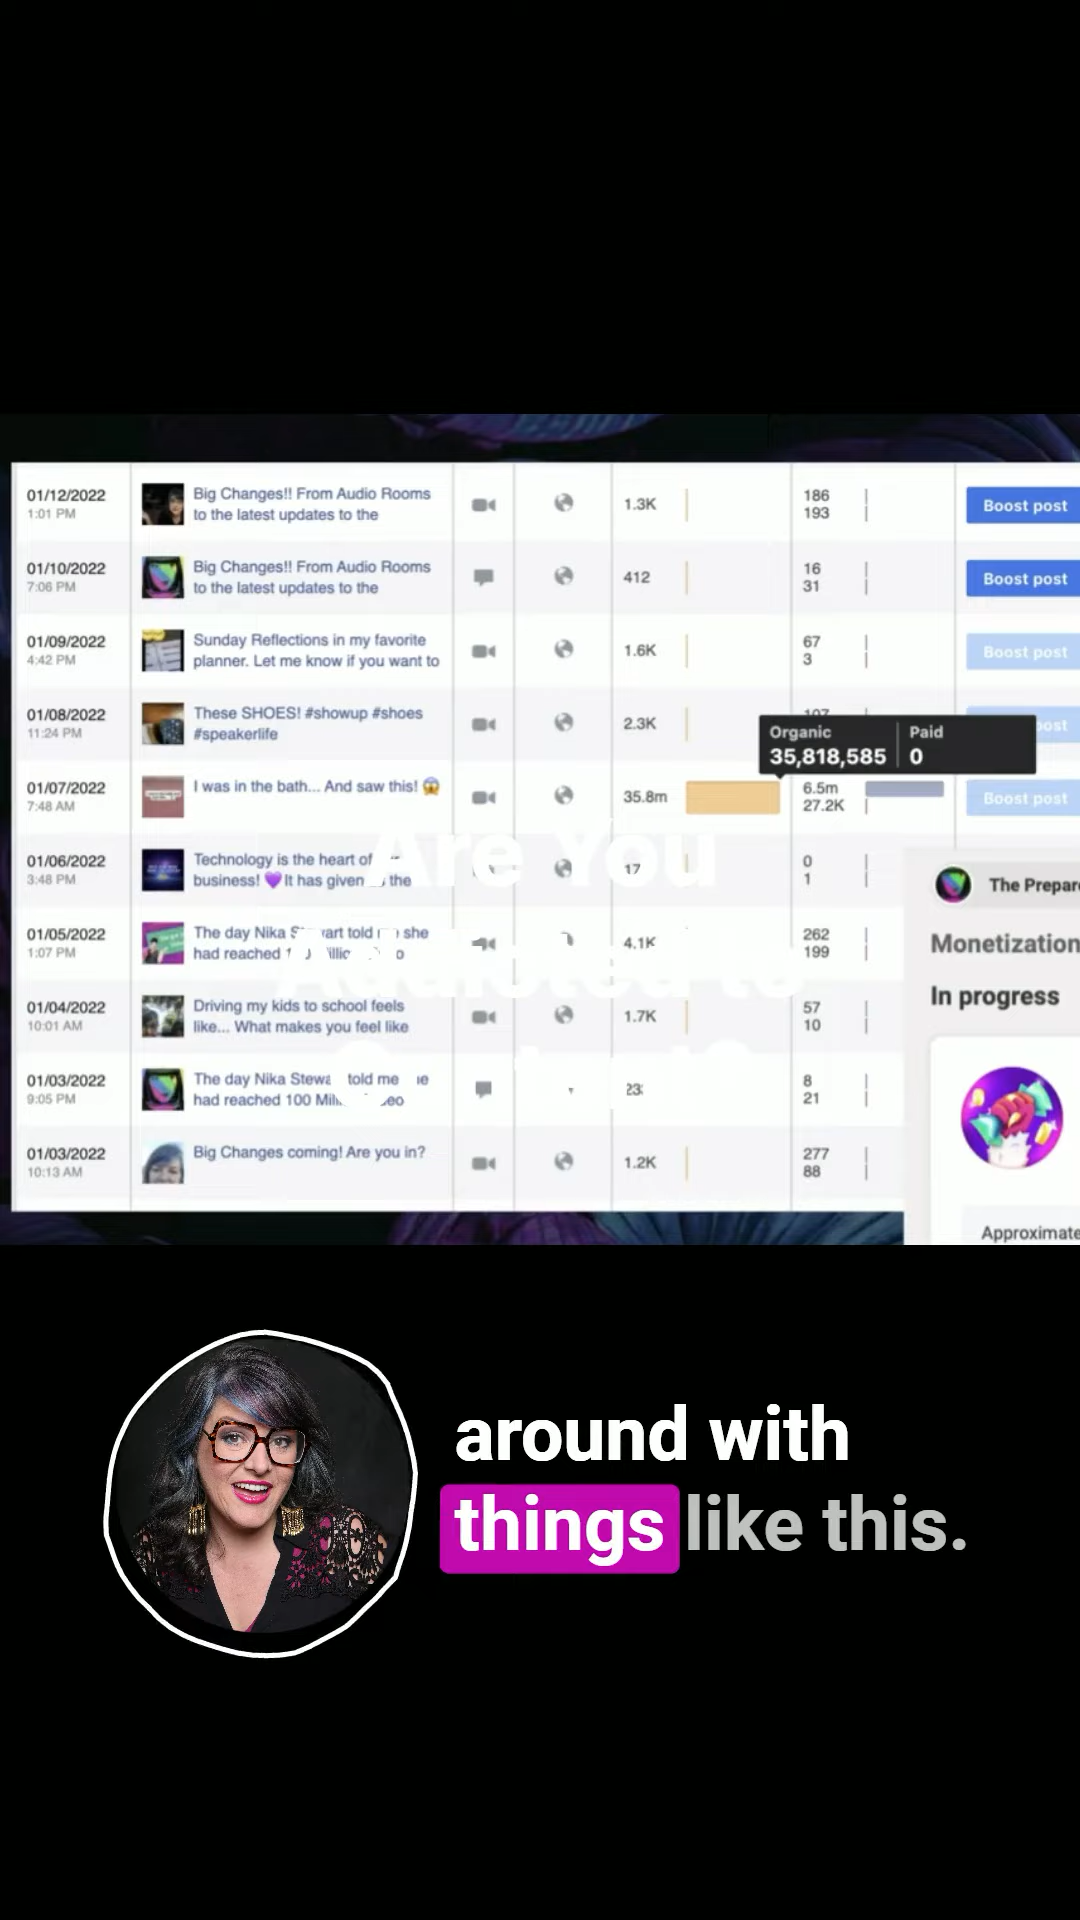 01/12/2022
1:01 PM
Big Changes!! From Audio Rooms
to the latest updates to the
1.3K
186
193
Boost post
01/10/2022
7:06 PM
Big Changes!! From Audio Rooms
to the latest updates to the
412
16
31
Boost post
01/09/2022
4:42 PM
Sunday Reflections in my favorite
planner. Let me know if you want to
1.6K
67
3
Boost post
01/08/2022
11:24 PM
These SHOES! #showup #shoes
#speakerlife
2.3K
Organic
35,818,585
Paid
0
01/07/2022
7:48 AM
I was in the bath... And saw this! 😱
35.8m
6.5m
27.2K
Boost post
Are You
Addicted to
01/06/2022
3:48 PM
Technology is the heart of
business! 💜 It has given the
17
0
1
01/05/2022
1:07 PM
The day Nika Stewart told me she
had reached
4.1K
262
199
01/04/2022
10:01 AM
Driving my kids to school feels
like... What makes you feel like
1.7K
57
10
01/03/2022
9:05 PM
The day Nika Stewart told me
had reached 100
8
21
01/03/2022
10:13 AM
Big Changes coming! Are you in?
1.2K
277
88
The Prepar
Monetization
In progress
Approximate
around with
things like this.